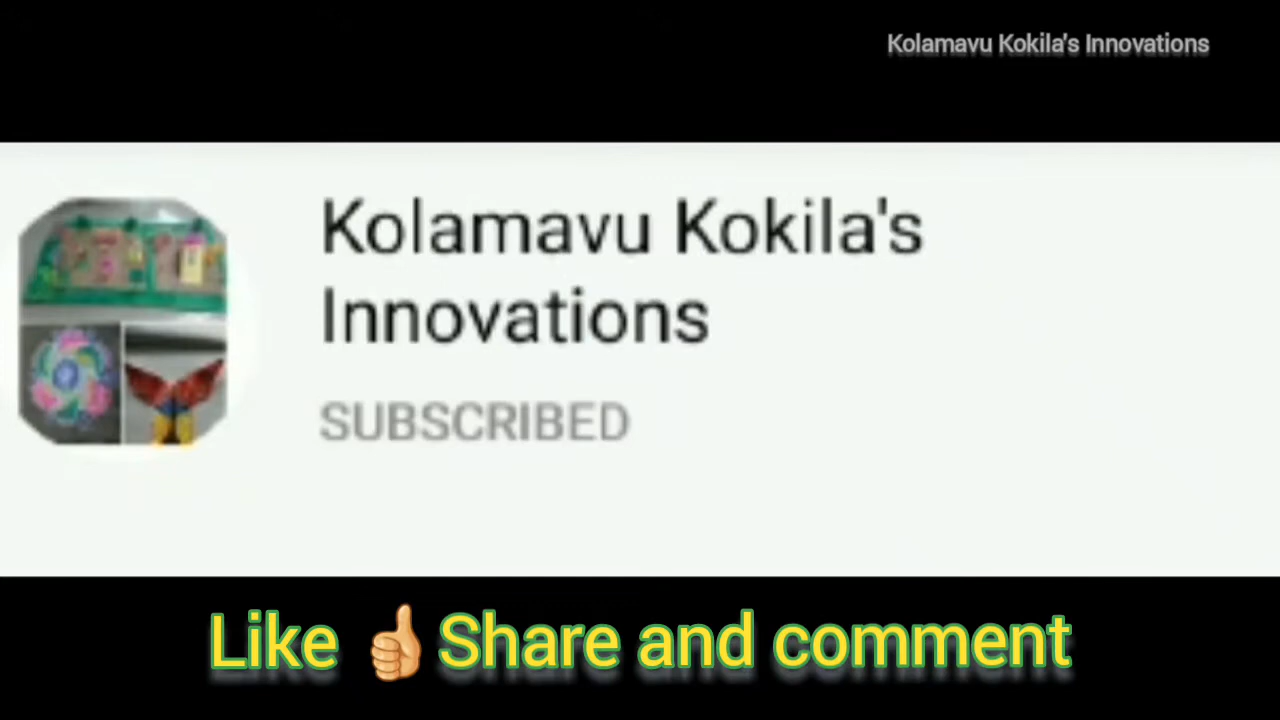 Kolamavu Kokila's Innovations
Kolamavu Kokila's
Innovations
SUBSCRIBED
Like 👍 Share and comment